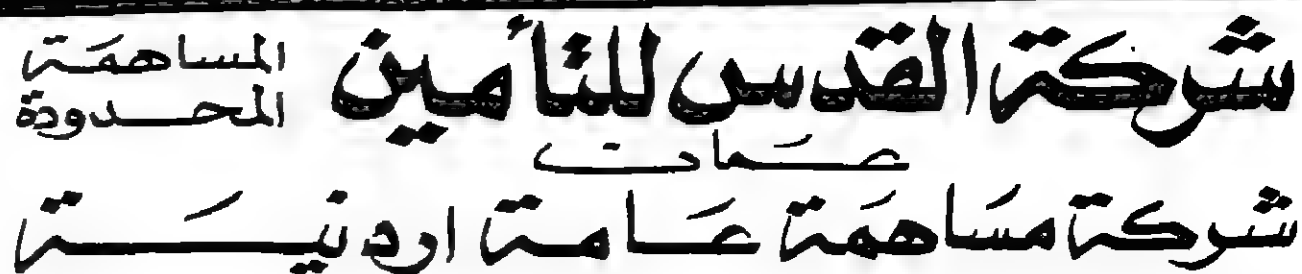 شركة القدس للتأمين المساهمة المحدودة
عمان
شركة مساهمة عامة اردنية